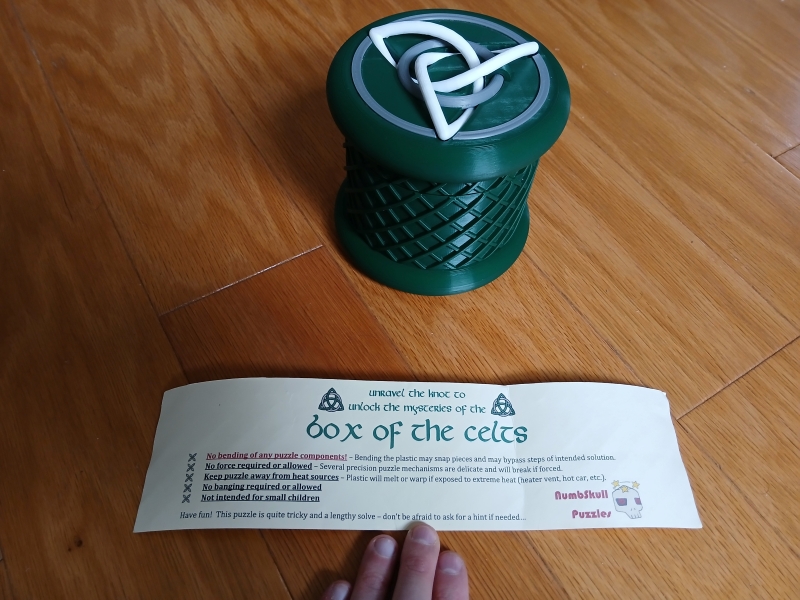 unravel the knot to
unlock the mysteries of the
box of the celts
No bending of any puzzle components! – Bending the plastic may snap pieces and may bypass steps of intended solution.
No force required or allowed – Several precision puzzle mechanisms are delicate and will break if forced.
Keep puzzle away from heat sources – Plastic will melt or warp if exposed to extreme heat (heater vent, hot car, etc.).
No banging required or allowed
Not intended for small children
NumbSkull
Puzzles
Have fun! This puzzle is quite tricky and a lengthy solve – don't be afraid to ask for a hint if needed...